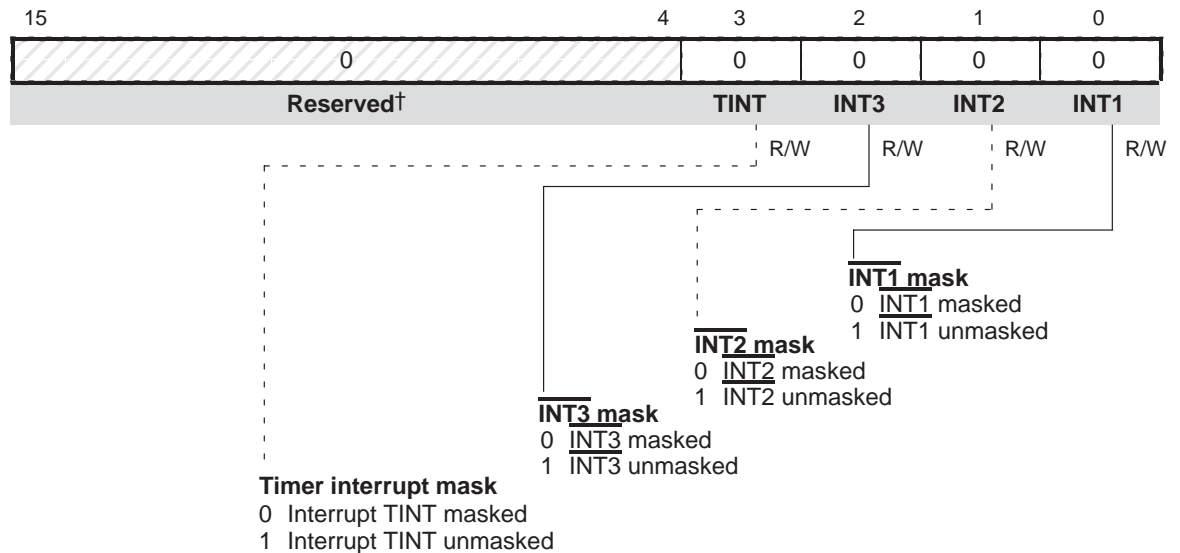 15 4 3 2 1 0
0 0 0 0 0
Reserved† TINT INT3 INT2 INT1
R/W R/W R/W R/W
INT1 mask
0 INT1 masked
1 INT1 unmasked
INT2 mask
0 INT2 masked
1 INT2 unmasked
INT3 mask
0 INT3 masked
1 INT3 unmasked
Timer interrupt mask
0 Interrupt TINT masked
1 Interrupt TINT unmasked